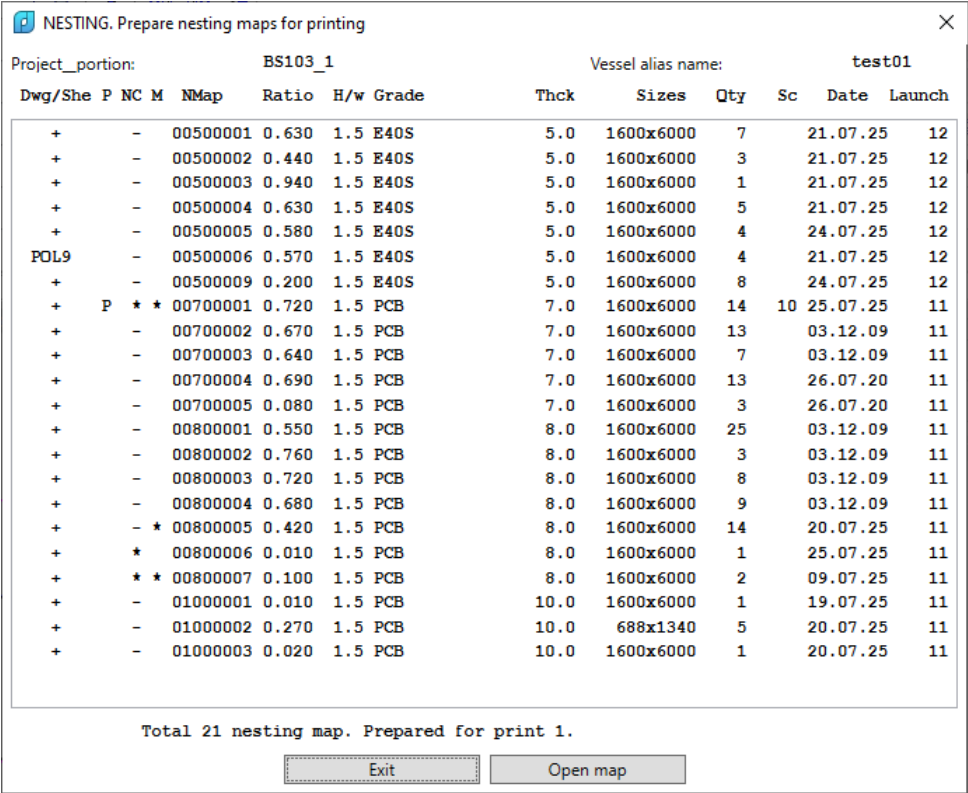 NESTING. Prepare nesting maps for printing
Project_portion: BS103_1 Vessel alias name: test01
Dwg/She P NC M NMap Ratio H/w Grade Thck Sizes Qty Sc Date Launch
+ - 00500001 0.630 1.5 E40S 5.0 1600x6000 7 21.07.25 12
+ - 00500002 0.440 1.5 E40S 5.0 1600x6000 3 21.07.25 12
+ - 00500003 0.940 1.5 E40S 5.0 1600x6000 1 21.07.25 12
+ - 00500004 0.630 1.5 E40S 5.0 1600x6000 5 21.07.25 12
+ - 00500005 0.580 1.5 E40S 5.0 1600x6000 4 24.07.25 12
POL9 - 00500006 0.570 1.5 E40S 5.0 1600x6000 4 21.07.25 12
+ - 00500009 0.200 1.5 E40S 5.0 1600x6000 8 24.07.25 12
+ P * * 00700001 0.720 1.5 PCB 7.0 1600x6000 14 10 25.07.25 11
+ - 00700002 0.670 1.5 PCB 7.0 1600x6000 13 03.12.09 11
+ - 00700003 0.640 1.5 PCB 7.0 1600x6000 7 03.12.09 11
+ - 00700004 0.690 1.5 PCB 7.0 1600x6000 13 26.07.20 11
+ - 00700005 0.080 1.5 PCB 7.0 1600x6000 3 26.07.20 11
+ - 00800001 0.550 1.5 PCB 8.0 1600x6000 25 03.12.09 11
+ - 00800002 0.760 1.5 PCB 8.0 1600x6000 3 03.12.09 11
+ - 00800003 0.720 1.5 PCB 8.0 1600x6000 8 03.12.09 11
+ - 00800004 0.680 1.5 PCB 8.0 1600x6000 9 03.12.09 11
+ - * 00800005 0.420 1.5 PCB 8.0 1600x6000 14 20.07.25 11
+ * 00800006 0.010 1.5 PCB 8.0 1600x6000 1 25.07.25 11
+ * * 00800007 0.100 1.5 PCB 8.0 1600x6000 2 09.07.25 11
+ - 01000001 0.010 1.5 PCB 10.0 1600x6000 1 19.07.25 11
+ - 01000002 0.270 1.5 PCB 10.0 688x1340 5 20.07.25 11
+ - 01000003 0.020 1.5 PCB 10.0 1600x6000 1 20.07.25 11
Total 21 nesting map. Prepared for print 1.
Exit Open map